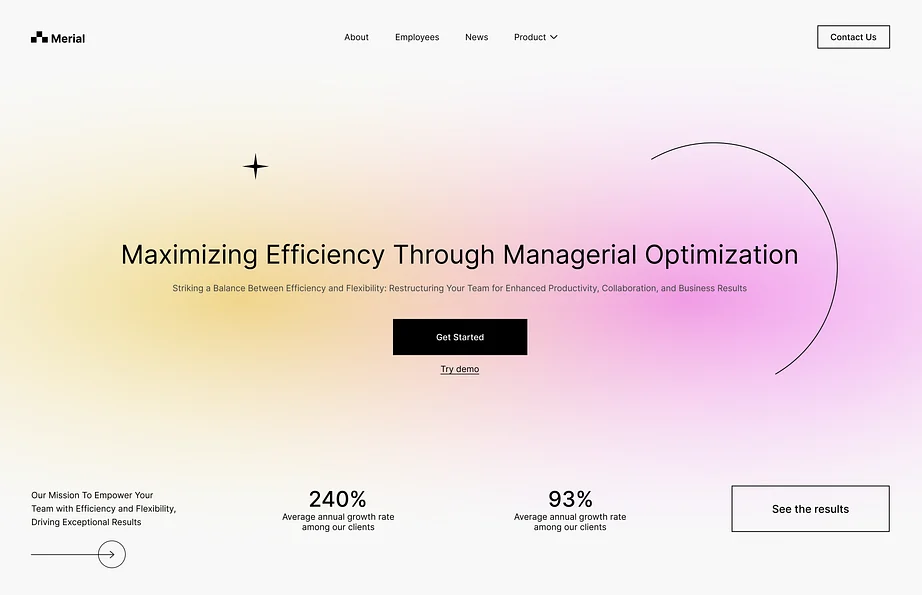 Merial
About
Employees
News
Product
Contact Us
Maximizing Efficiency Through Managerial Optimization
Striking a Balance Between Efficiency and Flexibility: Restructuring Your Team for Enhanced Productivity, Collaboration, and Business Results
Get Started
Try demo
Our Mission To Empower Your
Team with Efficiency and Flexibility,
Driving Exceptional Results
240%
Average annual growth rate
among our clients
93%
Average annual growth rate
among our clients
See the results